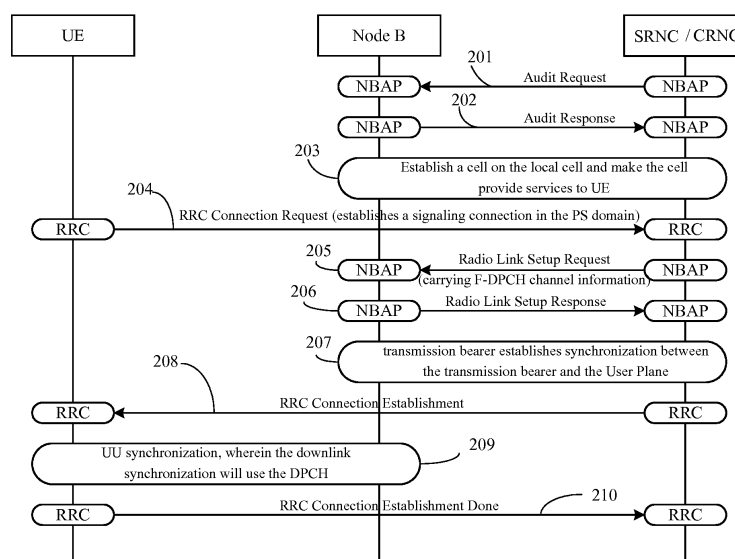 UE
Node B
SRNC / CRNC
201
NBAP
Audit Request
NBAP
202
NBAP
Audit Response
NBAP
203
Establish a cell on the local cell and make the cell
provide services to UE
204
RRC
RRC Connection Request (establishes a signaling connection in the PS domain)
RRC
205
NBAP
Radio Link Setup Request
(carrying F-DPCH channel information)
NBAP
206
NBAP
Radio Link Setup Response
NBAP
207
transmission bearer establishes synchronization between
the transmission bearer and the User Plane
208
RRC
RRC Connection Establishment
RRC
UU synchronization, wherein the downlink
synchronization will use the DPCH
209
RRC
RRC Connection Establishment Done
210
RRC